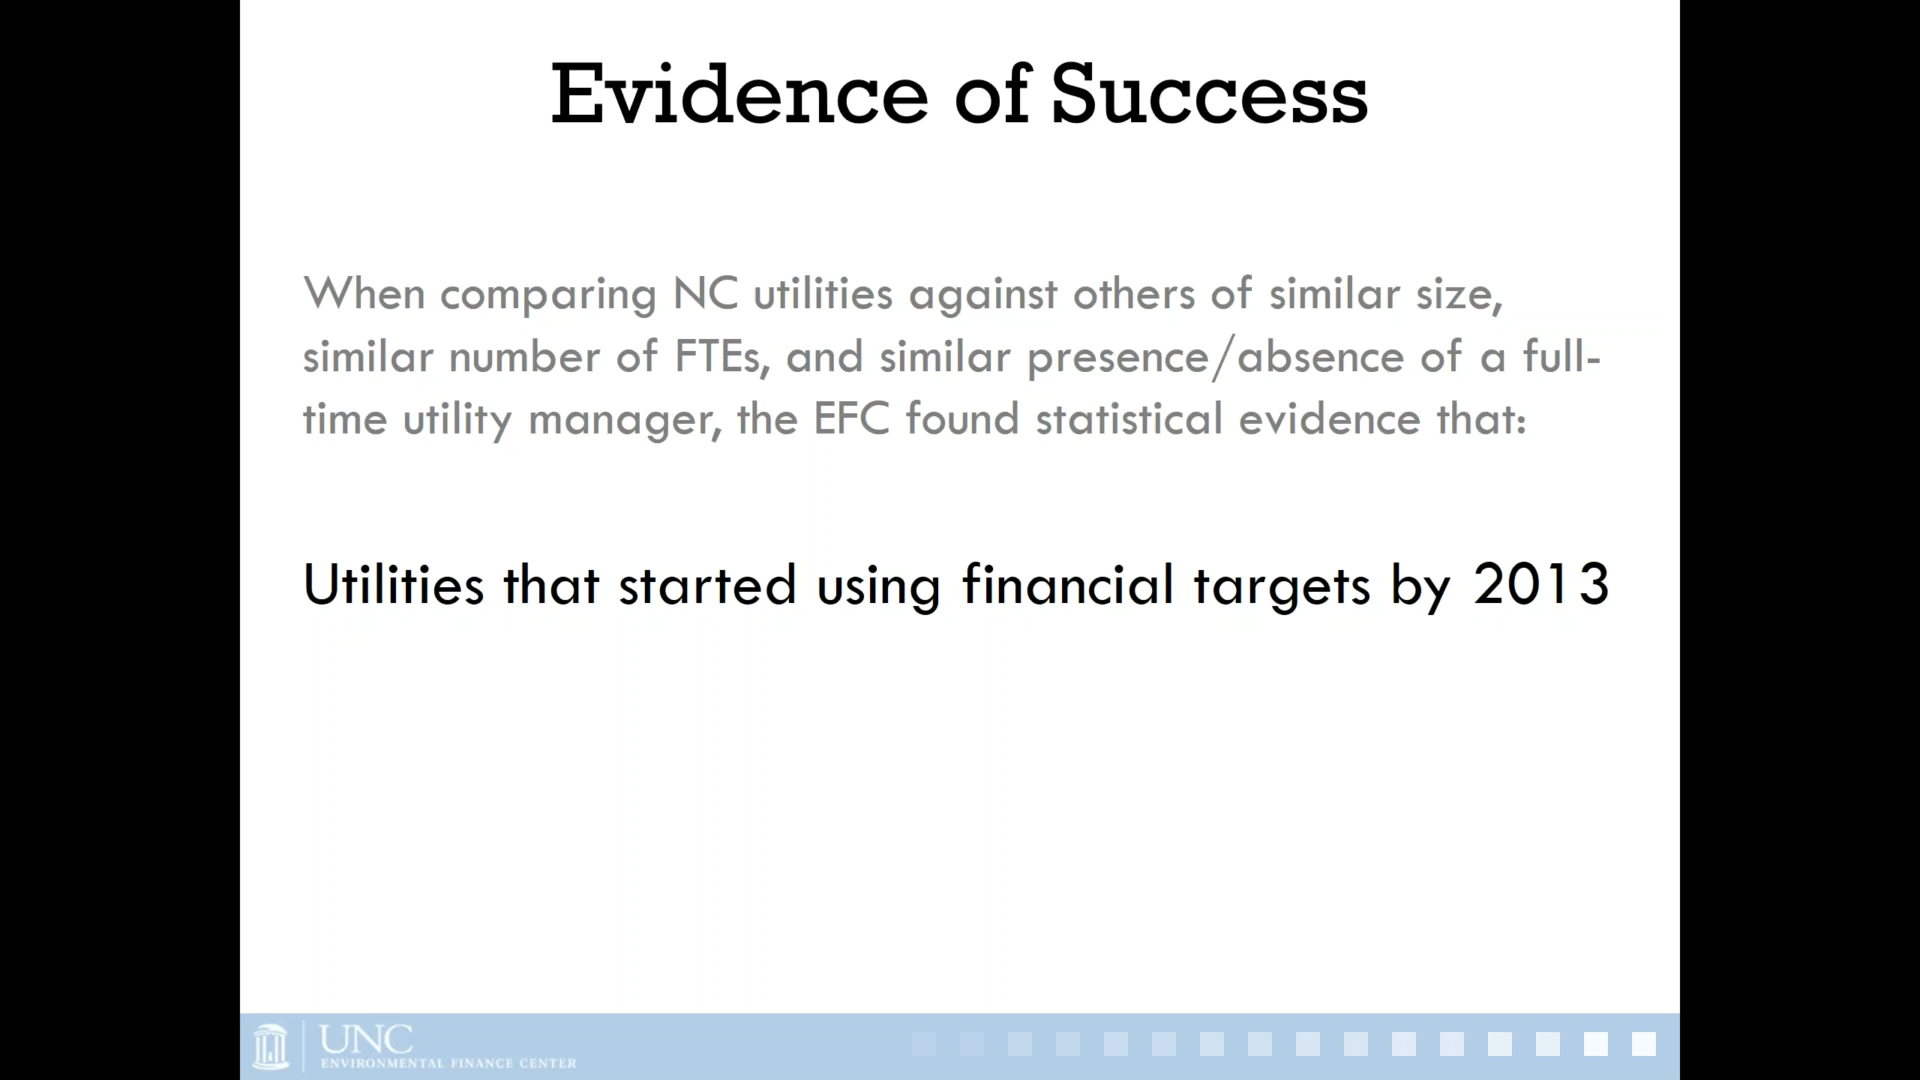 Evidence of Success
When comparing NC utilities against others of similar size,
similar number of FTEs, and similar presence/absence of a full-
time utility manager, the EFC found statistical evidence that:
Utilities that started using financial targets by 2013
UNC
ENVIRONMENTAL FINANCE CENTER